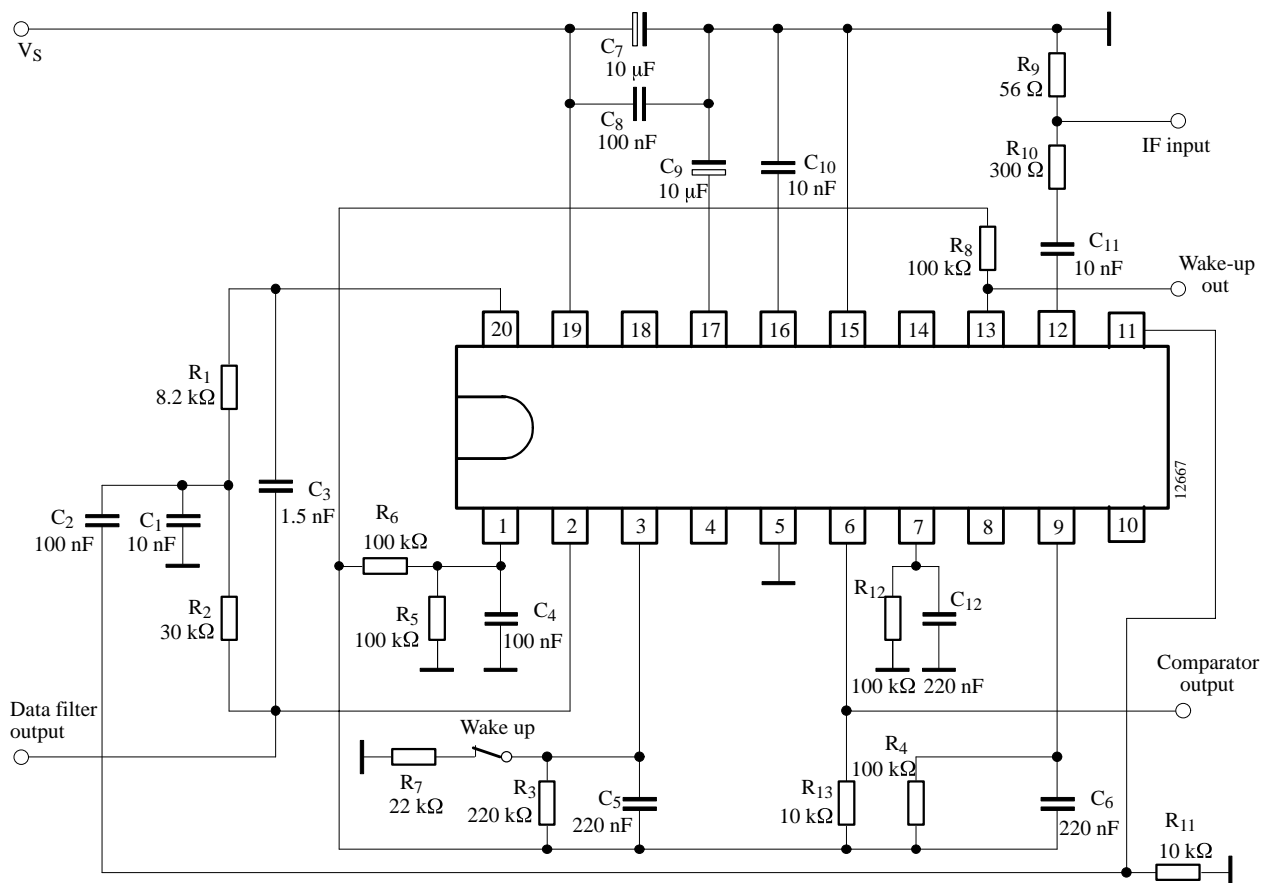 V_S
C_7
10 μF
C_8
100 nF
C_9
10 μF
C_10
10 nF
R_9
56 Ω
IF input
R_10
300 Ω
R_8
100 kΩ
C_11
10 nF
Wake-up
out
20
19
18
17
16
15
14
13
12
11
R_1
8.2 kΩ
12667
C_3
1.5 nF
C_2
100 nF
C_1
10 nF
R_6
100 kΩ
1
2
3
4
5
6
7
8
9
10
R_2
30 kΩ
R_5
100 kΩ
C_4
100 nF
R_12
100 kΩ
C_12
220 nF
Comparator
output
Data filter
output
Wake up
R_7
22 kΩ
R_3
220 kΩ
C_5
220 nF
R_13
10 kΩ
R_4
100 kΩ
C_6
220 nF
R_11
10 kΩ